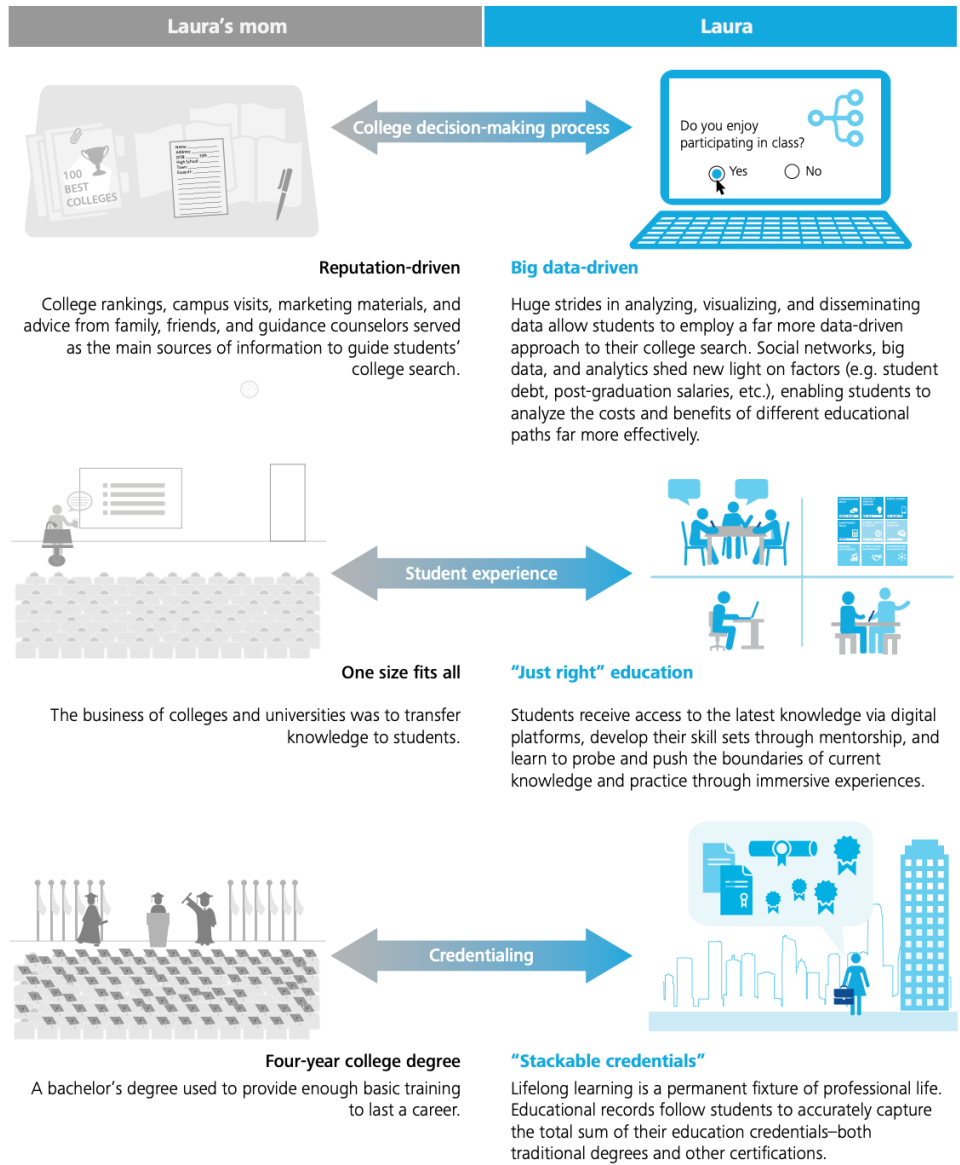 Laura's mom
Laura
100
BEST
COLLEGES
Name
Address
DOB
SSN
High School
Town
Essay #1
College decision-making process
Do you enjoy
participating in class?
Yes
No
Reputation-driven
College rankings, campus visits, marketing materials, and
advice from family, friends, and guidance counselors served
as the main sources of information to guide students'
college search.
Big data-driven
Huge strides in analyzing, visualizing, and disseminating
data allow students to employ a far more data-driven
approach to their college search. Social networks, big
data, and analytics shed new light on factors (e.g. student
debt, post-graduation salaries, etc.), enabling students to
analyze the costs and benefits of different educational
paths far more effectively.
Student experience
One size fits all
The business of colleges and universities was to transfer
knowledge to students.
“Just right” education
Students receive access to the latest knowledge via digital
platforms, develop their skill sets through mentorship, and
learn to probe and push the boundaries of current
knowledge and practice through immersive experiences.
Credentialing
Four-year college degree
A bachelor's degree used to provide enough basic training
to last a career.
“Stackable credentials”
Lifelong learning is a permanent fixture of professional life.
Educational records follow students to accurately capture
the total sum of their education credentials–both
traditional degrees and other certifications.